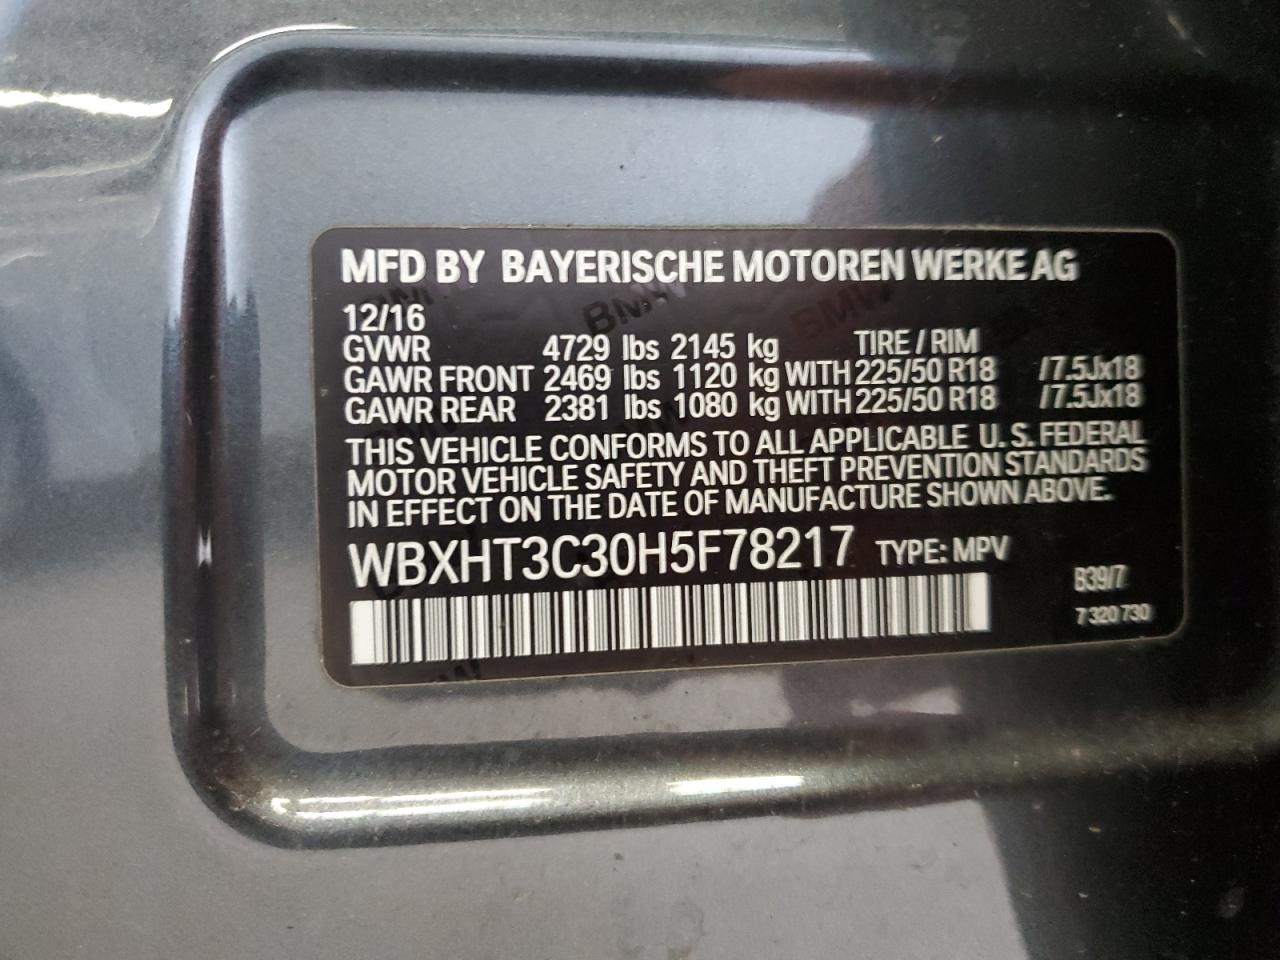 MFD BY BAYERISCHE MOTOREN WERKE AG
12/16
GVWR 4729 lbs 2145 kg TIRE / RIM
GAWR FRONT 2469 lbs 1120 kg WITH 225/50 R18 /7.5Jx18
GAWR REAR 2381 lbs 1080 kg WITH 225/50 R18 /7.5Jx18
THIS VEHICLE CONFORMS TO ALL APPLICABLE U.S. FEDERAL
MOTOR VEHICLE SAFETY AND THEFT PREVENTION STANDARDS
IN EFFECT ON THE DATE OF MANUFACTURE SHOWN ABOVE.
WBXHT3C30H5F78217 TYPE: MPV
B39/7
7 320 730